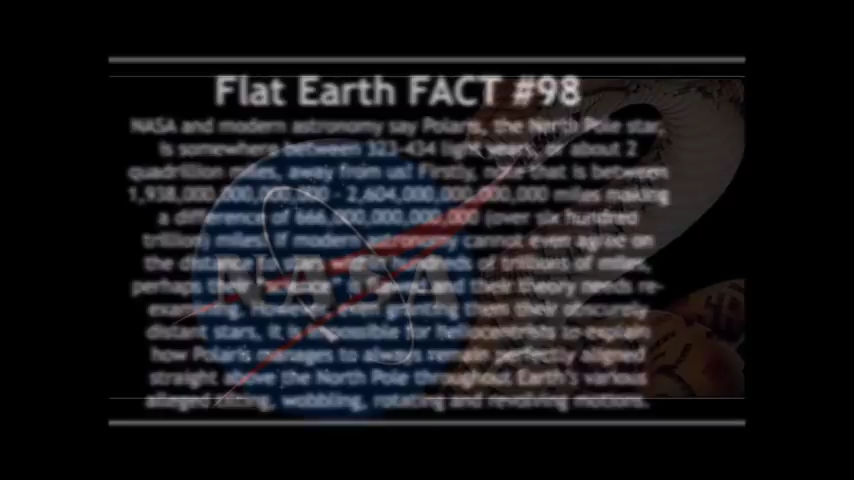 Flat Earth FACT #98
NASA and modern astronomy say Polaris, the North Pole star,
is somewhere between 323-434 light years, or about 2
quadrillion miles, away from us! Firstly, note that is between
1,938,000,000,000,000 - 2,604,000,000,000,000 miles making
a difference of 666,000,000,000,000 (over six hundred
trillion) miles! If modern astronomy cannot even agree on
the distance to stars within hundreds of trillions of miles,
perhaps their "science" is flawed and their theory needs re-
examining. However, even granting them their obscurely
distant stars, it is impossible for heliocentrists to explain
how Polaris manages to always remain perfectly aligned
straight above the North Pole throughout Earth's various
alleged tilting, wobbling, rotating and revolving motions.
NASA